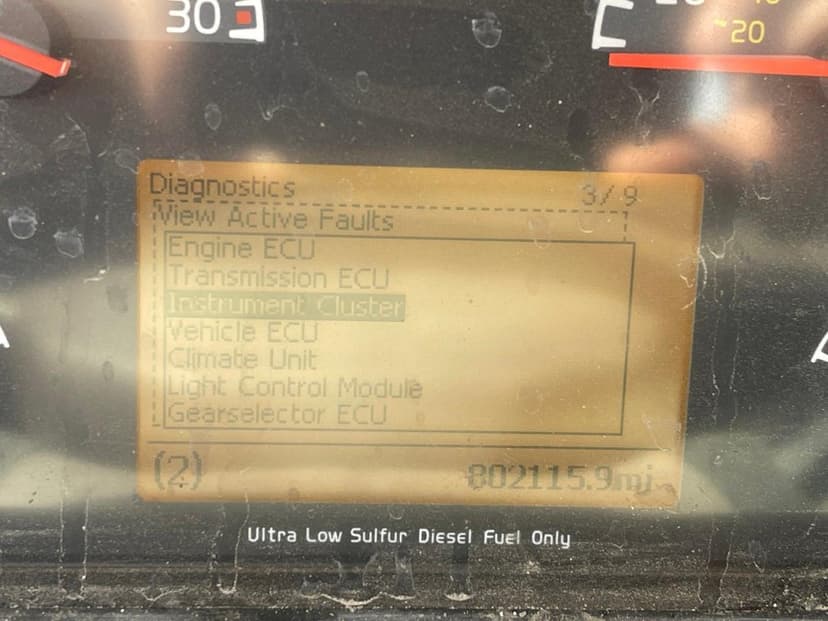 30
20
Diagnostics 3/9
View Active Faults
Engine ECU
Transmission ECU
Instrument Cluster
Vehicle ECU
Climate Unit
Light Control Module
Gearselector ECU
(2) 802115.9mj
Ultra Low Sulfur Diesel Fuel Only